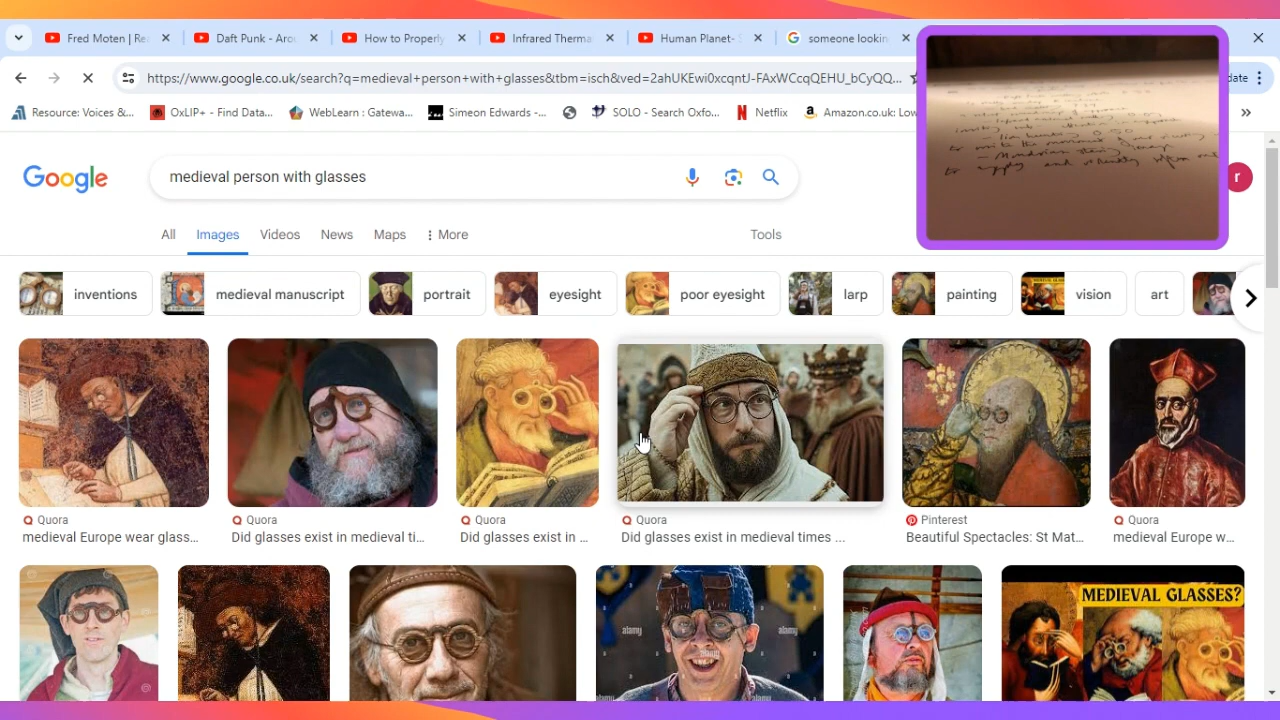 Fred Moten | Re
Daft Punk - Arou
How to Properly
Infrared Therma
Human Planet- S
someone lookin
https://www.google.co.uk/search?q=medieval+person+with+glasses&tbm=isch&ved=2ahUKEwi0xcqntJ-FAxWCcqQEHU_bCyQQ...
date
Resource: Voices &...
OxLIP+ - Find Data...
WebLearn : Gatewa...
Simeon Edwards -...
SOLO - Search Oxfo...
Netflix
Amazon.co.uk: Low
Google
medieval person with glasses
r
All
Images
Videos
News
Maps
More
Tools
inventions
medieval manuscript
portrait
eyesight
poor eyesight
larp
painting
vision
art
Quora
medieval Europe wear glass...
Quora
Did glasses exist in medieval ti...
Quora
Did glasses exist in ...
Quora
Did glasses exist in medieval times ...
Pinterest
Beautiful Spectacles: St Mat...
Quora
medieval Europe w...
alamy
alamy
alamy
MEDIEVAL GLASSES?